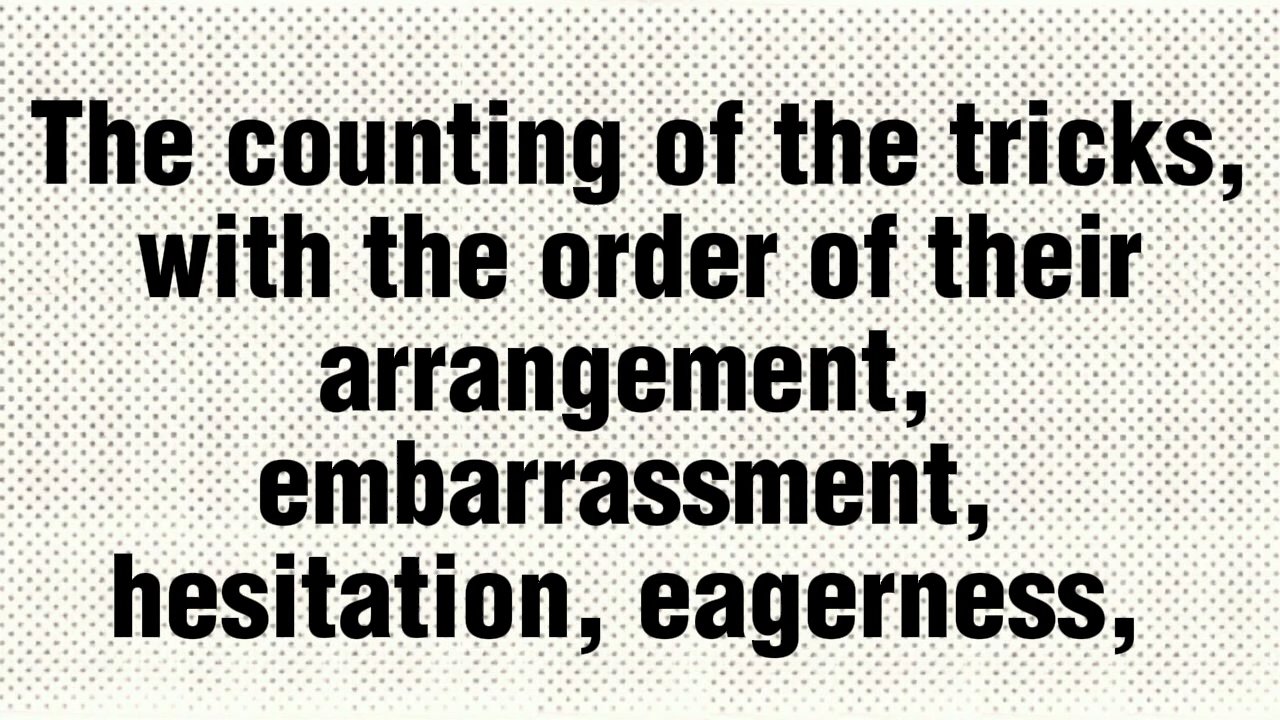 The counting of the tricks,
with the order of their
arrangement,
embarrassment,
hesitation, eagerness,